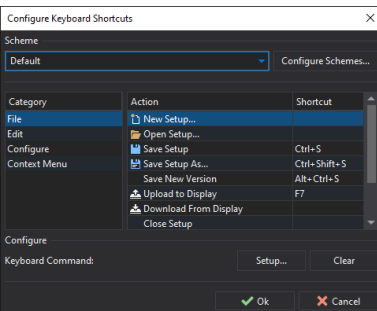 Configure Keyboard Shortcuts
Scheme
Default
Configure Schemes...
Category Action Shortcut
File New Setup...
Edit Open Setup...
Configure Save Setup Ctrl+S
Context Menu Save Setup As... Ctrl+Shift+S
Save New Version Alt+Ctrl+S
Upload to Display F7
Download From Display
Close Setup
Configure
Keyboard Command: Setup... Clear
Ok Cancel